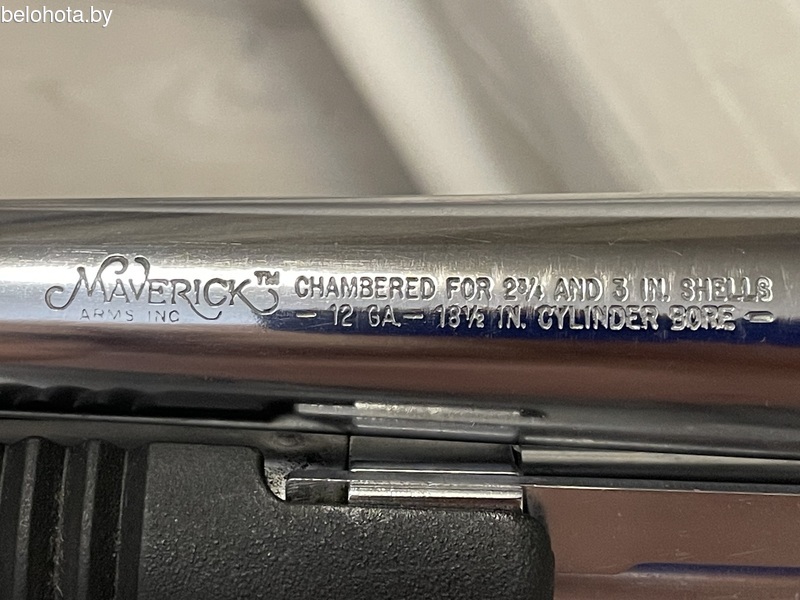 belohota.by
MAVERICK™ CHAMBERED FOR 2¾ AND 3 IN. SHELLS
ARMS INC - 12 GA. - 18½ IN. CYLINDER BORE -